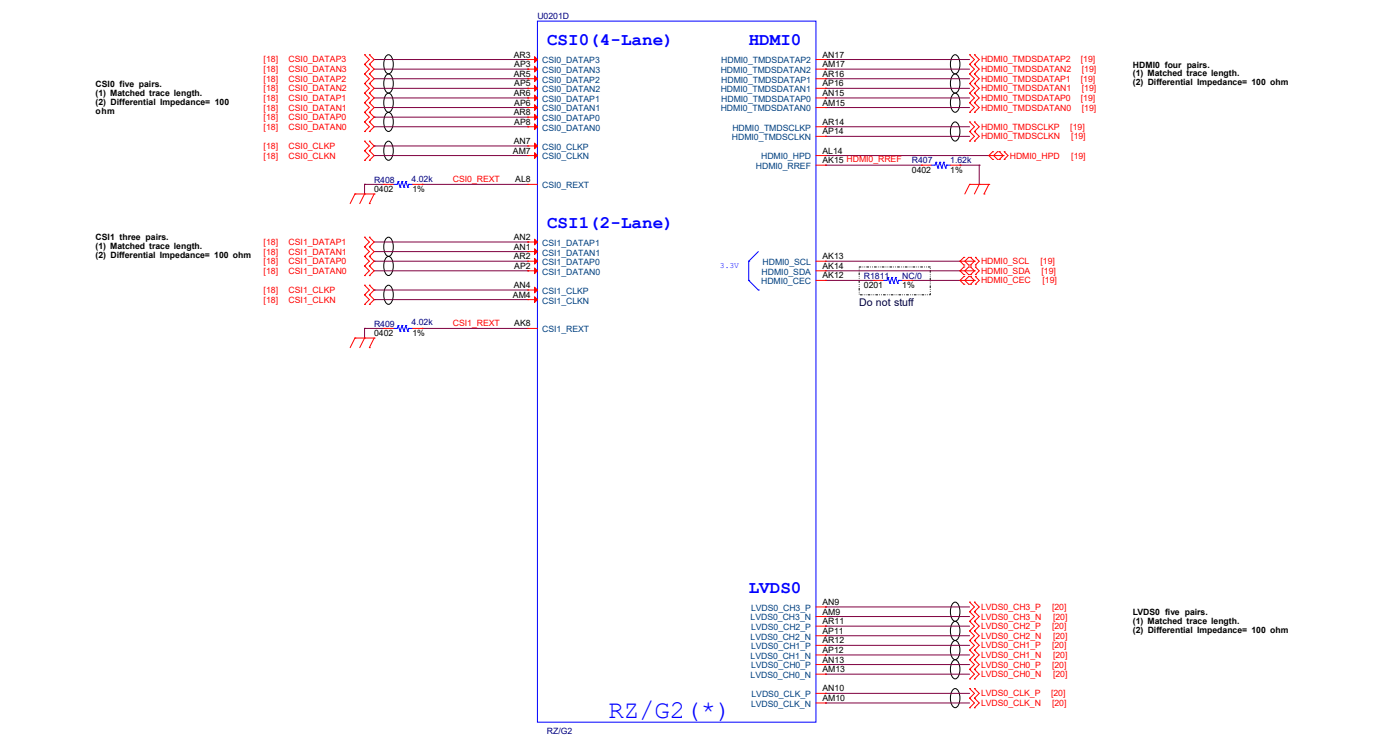 U0201D
CSI0(4-Lane) HDMI0
CSI0 five pairs.
(1) Matched trace length.
(2) Differential Impedance= 100
ohm
[18] CSI0_DATAP3 AR3 CSI0_DATAP3
[18] CSI0_DATAN3 AP3 CSI0_DATAN3
[18] CSI0_DATAP2 AR5 CSI0_DATAP2
[18] CSI0_DATAN2 AP5 CSI0_DATAN2
[18] CSI0_DATAP1 AR6 CSI0_DATAP1
[18] CSI0_DATAN1 AP6 CSI0_DATAN1
[18] CSI0_DATAP0 AR8 CSI0_DATAP0
[18] CSI0_DATAN0 AP8 CSI0_DATAN0
[18] CSI0_CLKP AN7 CSI0_CLKP
[18] CSI0_CLKN AM7 CSI0_CLKN
R408 4.02k CSI0_REXT AL8 CSI0_REXT
0402 1%
HDMI0_TMDSDATAP2 AN17 HDMI0_TMDSDATAP2 [19]
HDMI0_TMDSDATAN2 AM17 HDMI0_TMDSDATAN2 [19]
HDMI0_TMDSDATAP1 AR16 HDMI0_TMDSDATAP1 [19]
HDMI0_TMDSDATAN1 AP16 HDMI0_TMDSDATAN1 [19]
HDMI0_TMDSDATAP0 AN15 HDMI0_TMDSDATAP0 [19]
HDMI0_TMDSDATAN0 AM15 HDMI0_TMDSDATAN0 [19]
HDMI0_TMDSCLKP AR14 HDMI0_TMDSCLKP [19]
HDMI0_TMDSCLKN AP14 HDMI0_TMDSCLKN [19]
HDMI0_HPD AL14 HDMI0_HPD [19]
HDMI0_RREF AK15 HDMI0_RREF R407 1.62k
0402 1%
HDMI0 four pairs.
(1) Matched trace length.
(2) Differential Impedance= 100 ohm
CSI1(2-Lane)
CSI1 three pairs.
(1) Matched trace length.
(2) Differential Impedance= 100 ohm
[18] CSI1_DATAP1 AN2 CSI1_DATAP1
[18] CSI1_DATAN1 AN1 CSI1_DATAN1
[18] CSI1_DATAP0 AR2 CSI1_DATAP0
[18] CSI1_DATAN0 AP2 CSI1_DATAN0
[18] CSI1_CLKP AN4 CSI1_CLKP
[18] CSI1_CLKN AM4 CSI1_CLKN
R409 4.02k CSI1_REXT AK8 CSI1_REXT
0402 1%
3.3V
HDMI0_SCL AK13 HDMI0_SCL [19]
HDMI0_SDA AK14 HDMI0_SDA [19]
HDMI0_CEC AK12 R1811 NC/0 HDMI0_CEC [19]
0201 1%
Do not stuff
LVDS0
LVDS0_CH3_P AN9 LVDS0_CH3_P [20]
LVDS0_CH3_N AM9 LVDS0_CH3_N [20]
LVDS0_CH2_P AR11 LVDS0_CH2_P [20]
LVDS0_CH2_N AP11 LVDS0_CH2_N [20]
LVDS0_CH1_P AR12 LVDS0_CH1_P [20]
LVDS0_CH1_N AP12 LVDS0_CH1_N [20]
LVDS0_CH0_P AN13 LVDS0_CH0_P [20]
LVDS0_CH0_N AM13 LVDS0_CH0_N [20]
LVDS0_CLK_P AN10 LVDS0_CLK_P [20]
LVDS0_CLK_N AM10 LVDS0_CLK_N [20]
LVDS0 five pairs.
(1) Matched trace length.
(2) Differential Impedance= 100 ohm
RZ/G2(*)
RZ/G2